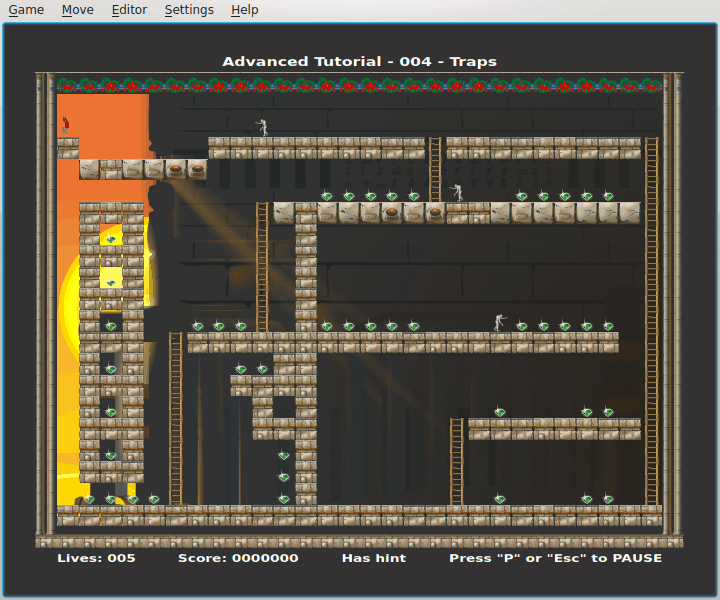 Game Move Editor Settings Help
Advanced Tutorial - 004 - Traps
Lives: 005 Score: 0000000 Has hint Press "P" or "Esc" to PAUSE